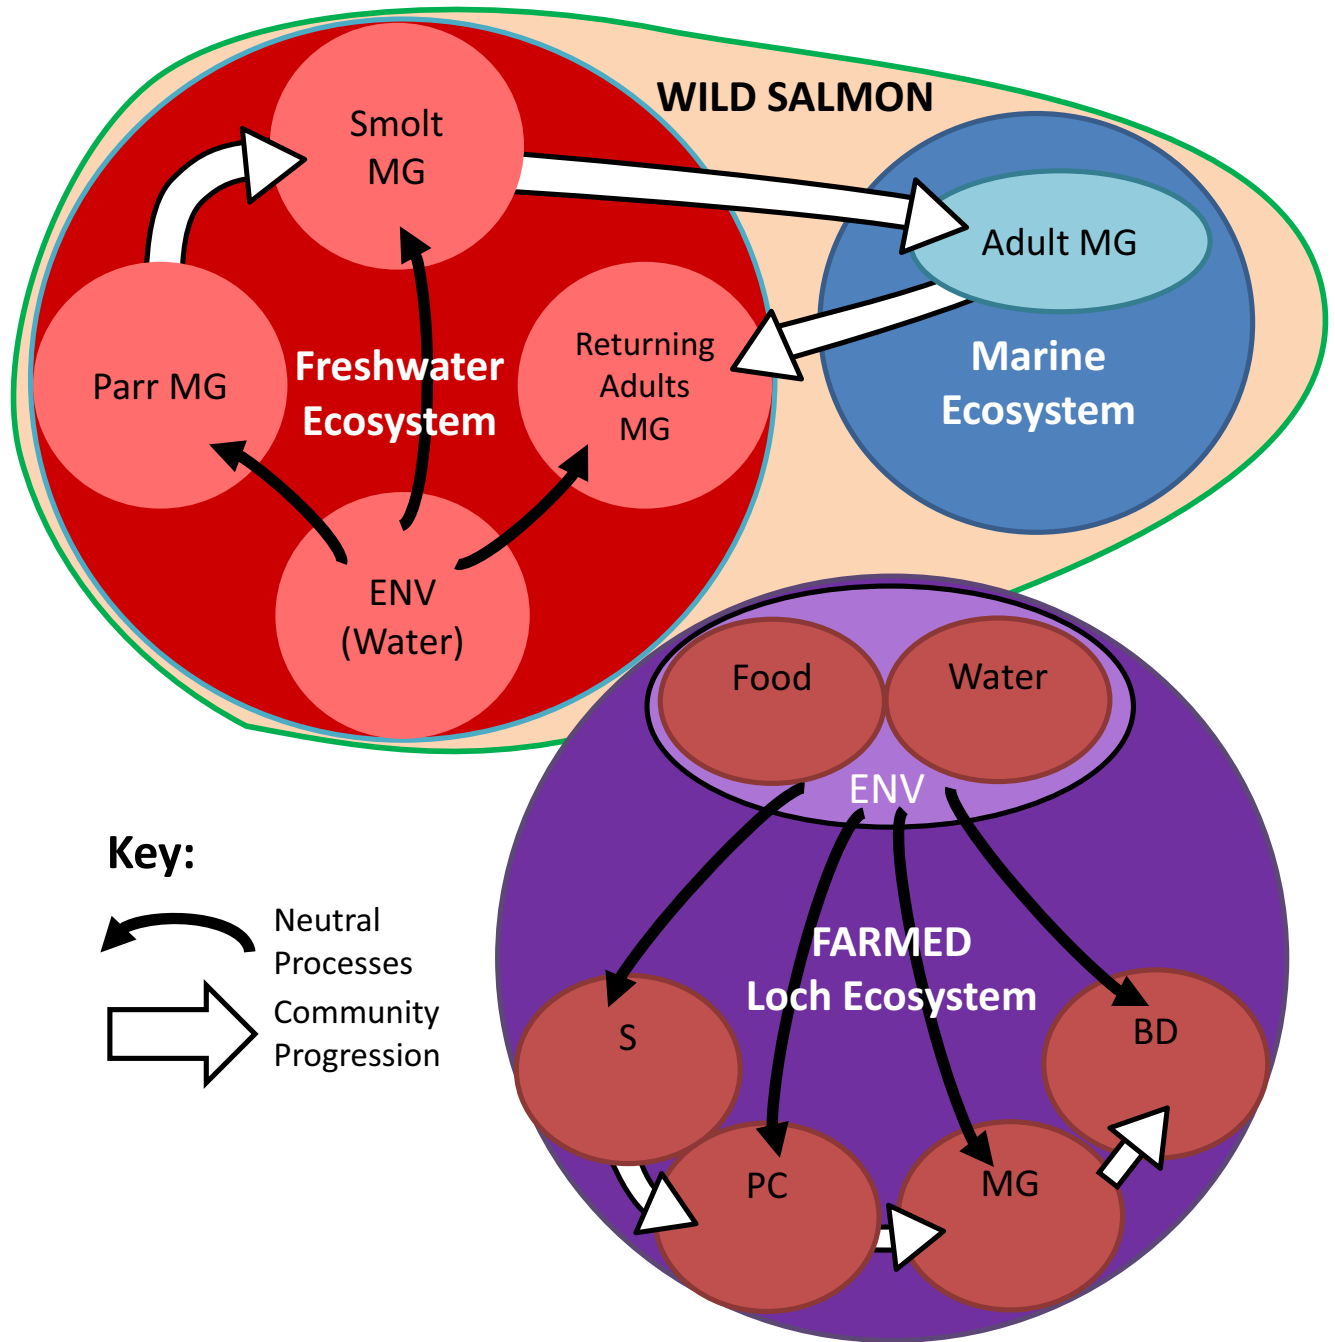 WILD SALMON
Smolt
MG
Adult MG
Returning
Adults
MG
Freshwater
Ecosystem
Marine
Ecosystem
Parr MG
ENV
(Water)
Food
Water
ENV
Key:
Neutral
Processes
Community
Progression
FARMED
Loch Ecosystem
S
BD
PC
MG